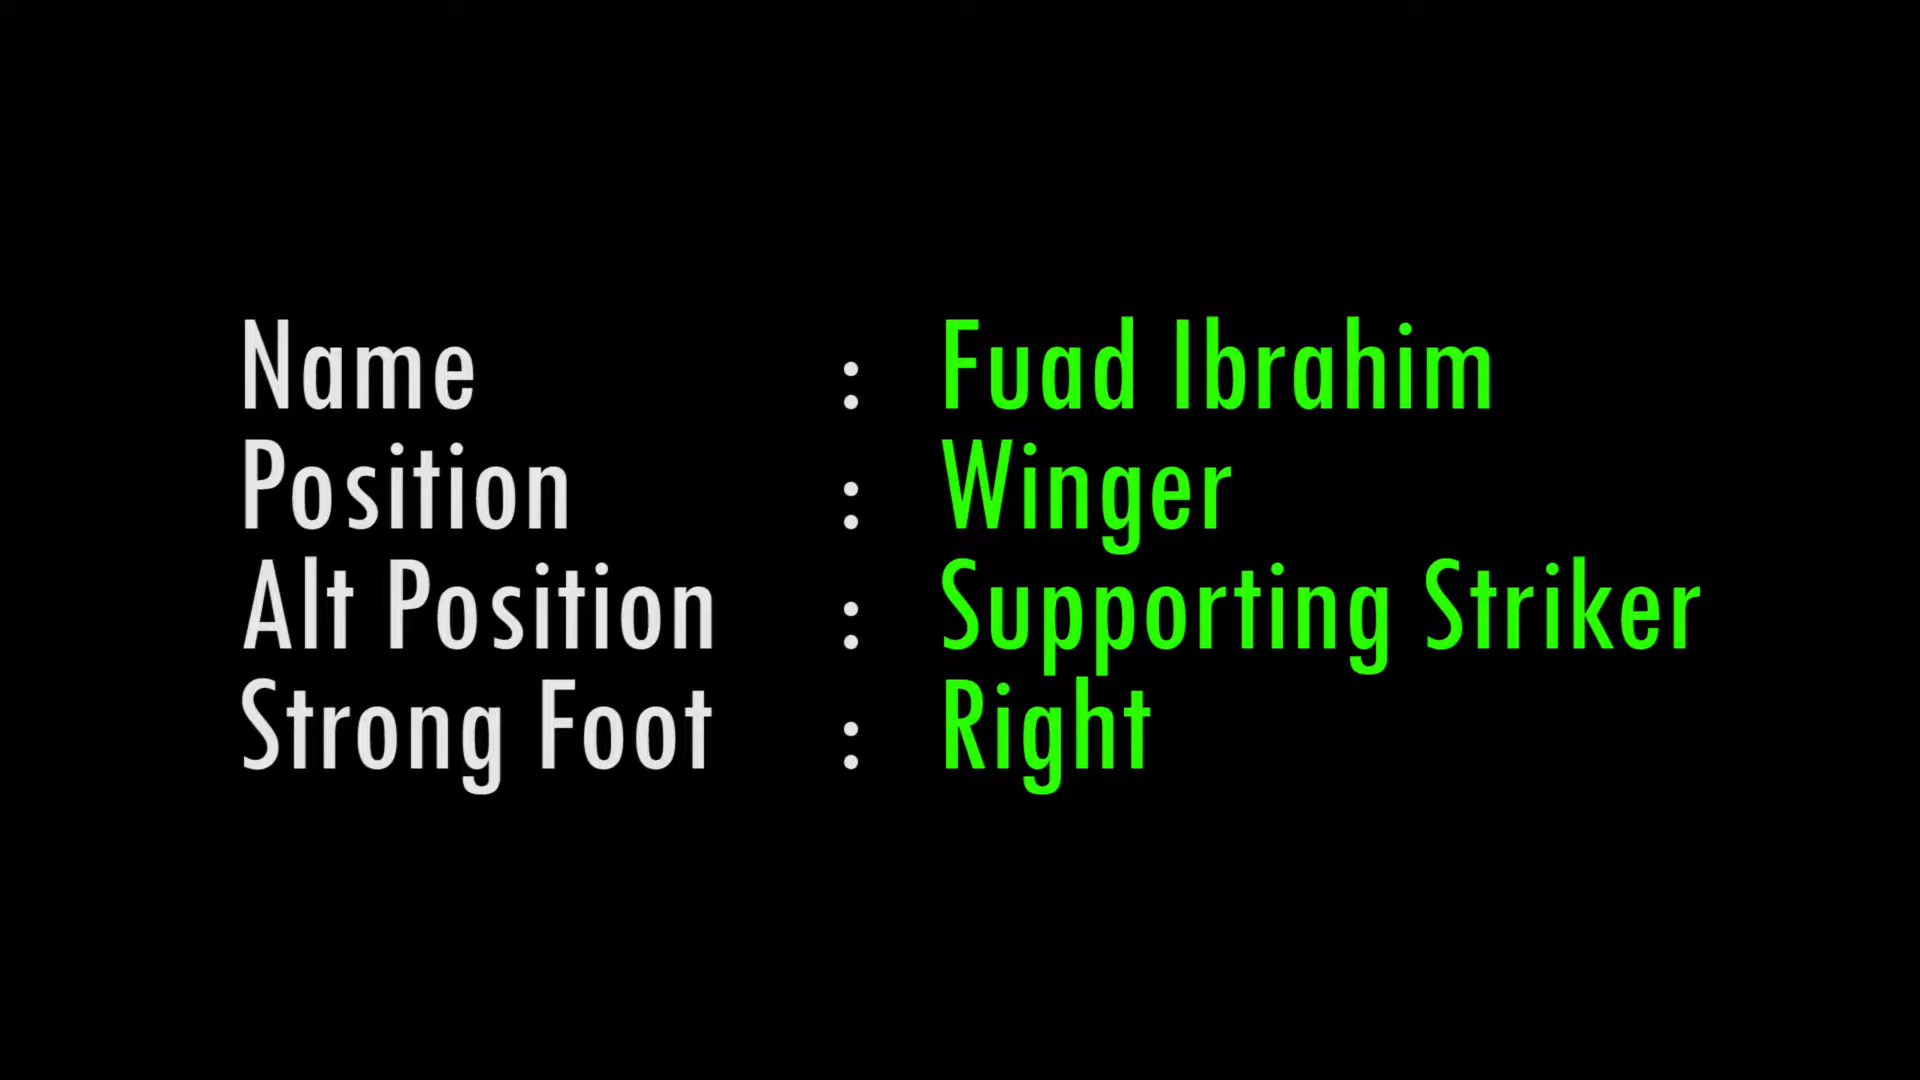 Name : Fuad Ibrahim
Position : Winger
Alt Position : Supporting Striker
Strong Foot : Right